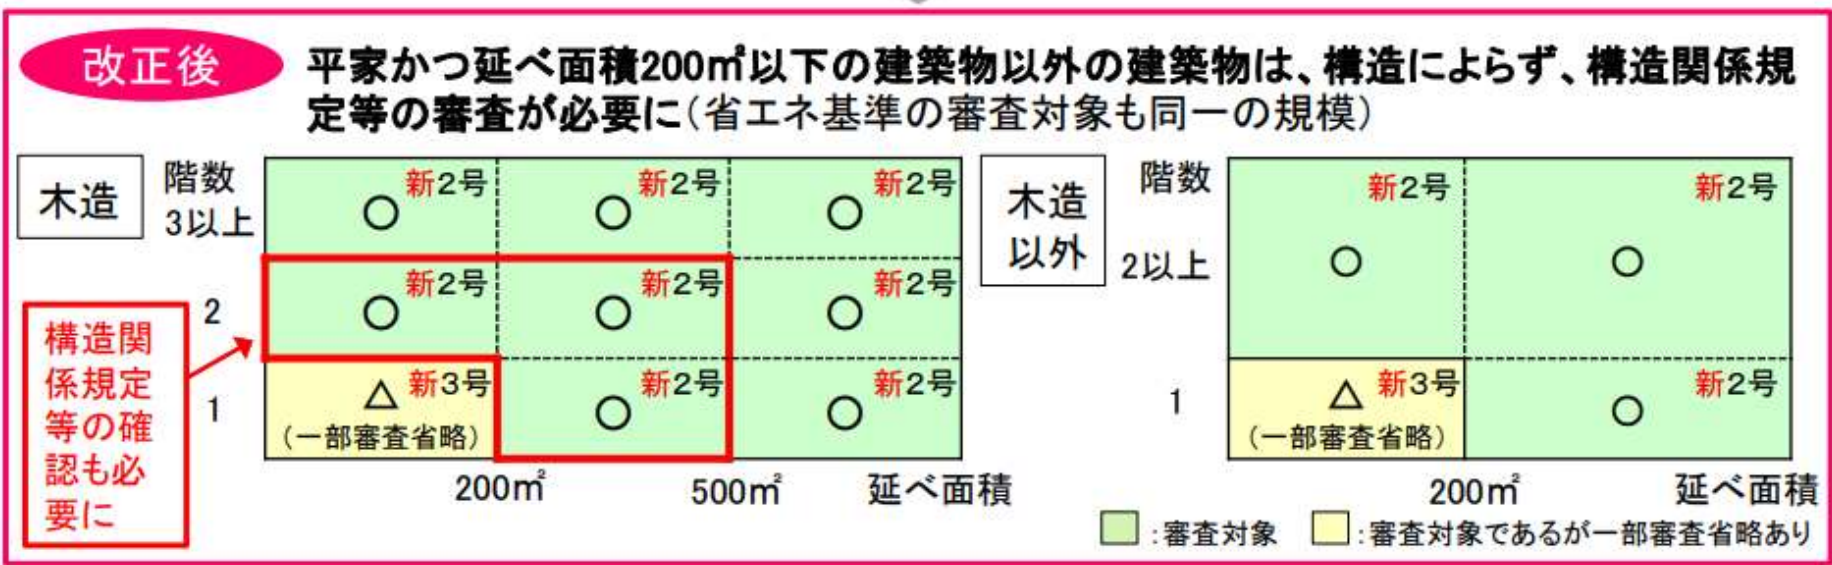 改正後
平家かつ延べ面積200㎡以下の建築物以外の建築物は、構造によらず、構造関係規
定等の審査が必要に(省エネ基準の審査対象も同一の規模)
木造
階数
3以上
新2号
○
新2号
○
新2号
○
2
新2号
○
新2号
○
新2号
○
1
△ 新3号
(一部審査省略)
新2号
○
新2号
○
200㎡
500㎡
延べ面積
構造関
係規定
等の確
認も必
要に
木造
以外
階数
2以上
新2号
○
新2号
○
1
△ 新3号
(一部審査省略)
新2号
○
200㎡
延べ面積
:審査対象
:審査対象であるが一部審査省略あり